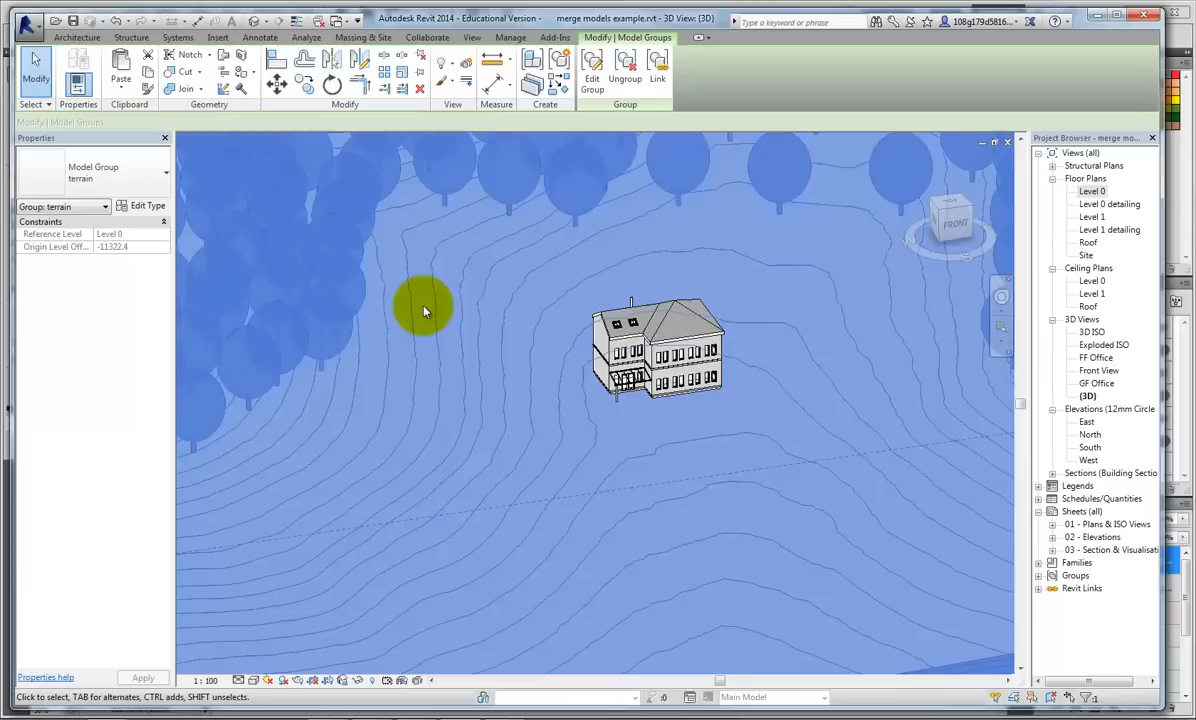 Autodesk Revit 2014 - Educational Version - merge models example.rvt - 3D View: {3D}
Type a keyword or phrase
108g179d5816...
Architecture Structure Systems Insert Annotate Analyze Massing & Site Collaborate View Manage Add-Ins Modify | Model Groups
Modify
Paste
Notch
Cut
Join
Edit Group
Ungroup
Link
Select Properties Clipboard Geometry Modify View Measure Create Group
Modify | Model Groups
Properties
Model Group
terrain
Group: terrain
Edit Type
Constraints
Reference Level Level 0
Origin Level Off... -11322.4
Properties help
Apply
TOP
FRONT
Project Browser - merge mo...
Views (all)
Structural Plans
Floor Plans
Level 0
Level 0 detailing
Level 1
Level 1 detailing
Roof
Site
Ceiling Plans
Level 0
Level 1
Roof
3D Views
3D ISO
Exploded ISO
FF Office
Front View
GF Office
{3D}
Elevations (12mm Circle
East
North
South
West
Sections (Building Sectio
Legends
Schedules/Quantities
Sheets (all)
01 - Plans & ISO Views
02 - Elevations
03 - Section & Visualisati
Families
Groups
Revit Links
1 : 100
Click to select, TAB for alternates, CTRL adds, SHIFT unselects.
:0
Main Model
:1